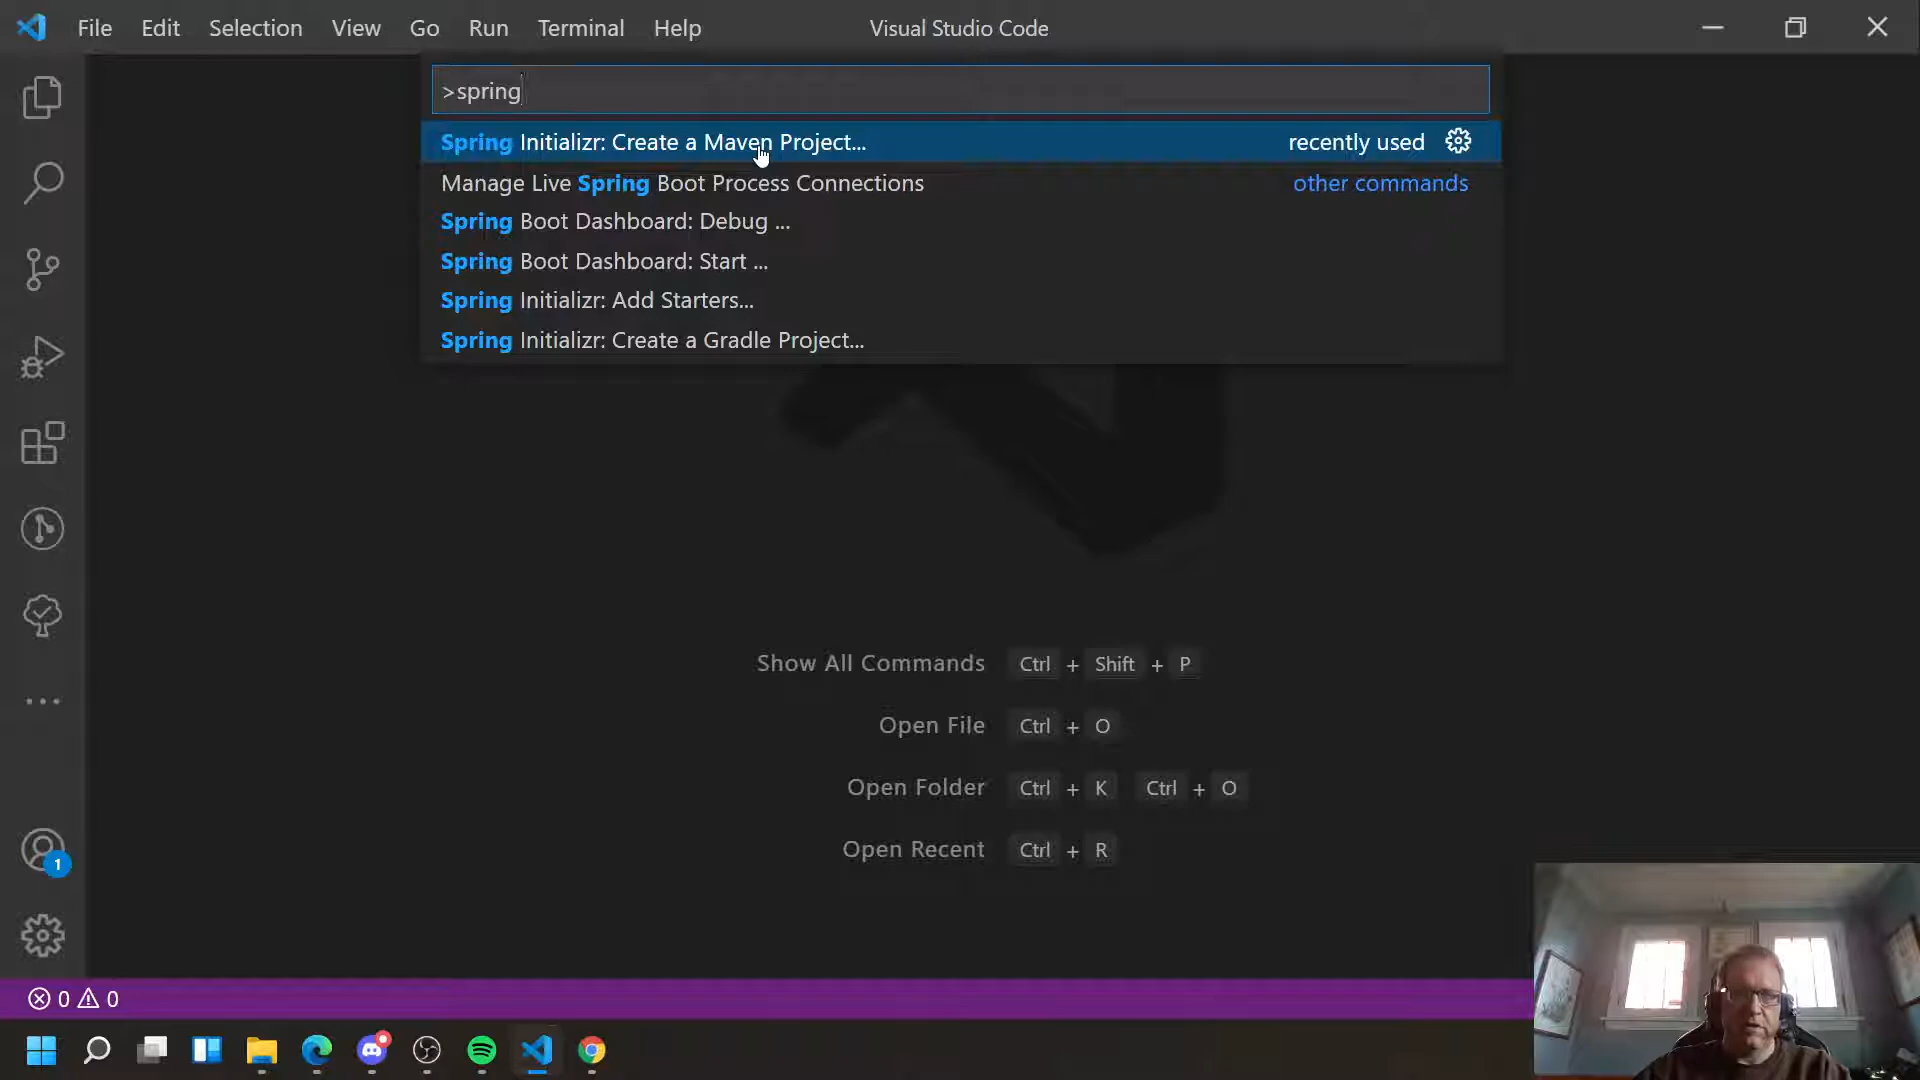 File Edit Selection View Go Run Terminal Help Visual Studio Code
>spring
Spring Initializr: Create a Maven Project... recently used
Manage Live Spring Boot Process Connections other commands
Spring Boot Dashboard: Debug ...
Spring Boot Dashboard: Start ...
Spring Initializr: Add Starters...
Spring Initializr: Create a Gradle Project...
Show All Commands Ctrl + Shift + P
Open File Ctrl + O
Open Folder Ctrl + K Ctrl + O
Open Recent Ctrl + R
1
0 0